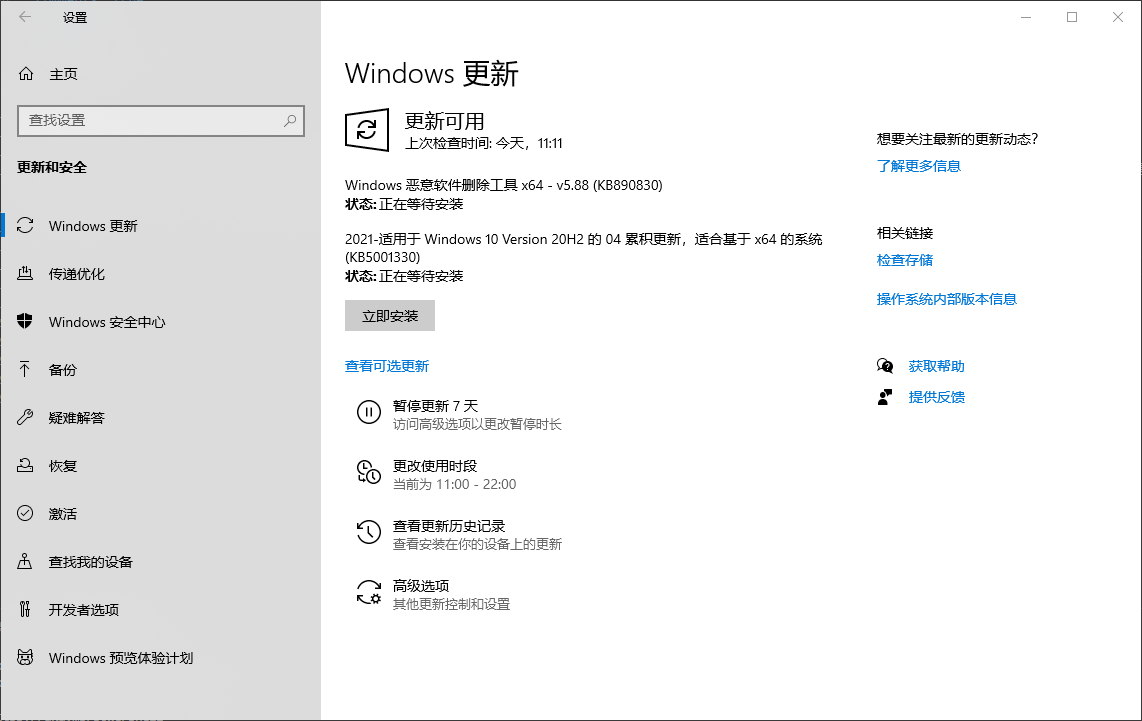 设置
主页
查找设置
更新和安全
Windows 更新
传递优化
Windows 安全中心
备份
疑难解答
恢复
激活
查找我的设备
开发者选项
Windows 预览体验计划
Windows 更新
更新可用
上次检查时间: 今天，11:11
Windows 恶意软件删除工具 x64 - v5.88 (KB890830)
状态: 正在等待安装
2021-适用于 Windows 10 Version 20H2 的 04 累积更新，适合基于 x64 的系统
(KB5001330)
状态: 正在等待安装
立即安装
查看可选更新
暂停更新 7 天
访问高级选项以更改暂停时长
更改使用时段
当前为 11:00 - 22:00
查看更新历史记录
查看安装在你的设备上的更新
高级选项
其他更新控制和设置
想要关注最新的更新动态?
了解更多信息
相关链接
检查存储
操作系统内部版本信息
获取帮助
提供反馈